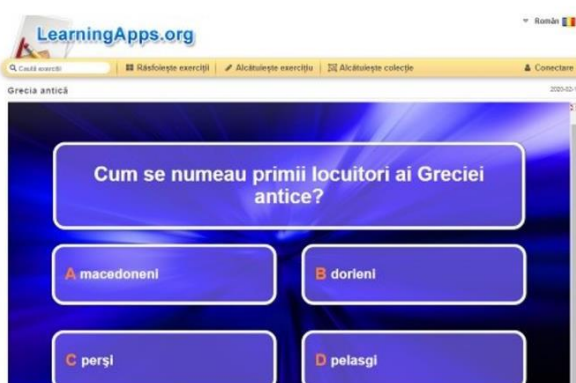 LearningApps.org
Român
Caută exerciții
Răsfoiește exerciții
Alcătuiește exercițiu
Alcătuiește colecție
Conectare
Grecia antică
Cum se numeau primii locuitori ai Greciei
antice?
A macedoneni
B dorieni
C perși
D pelasgi